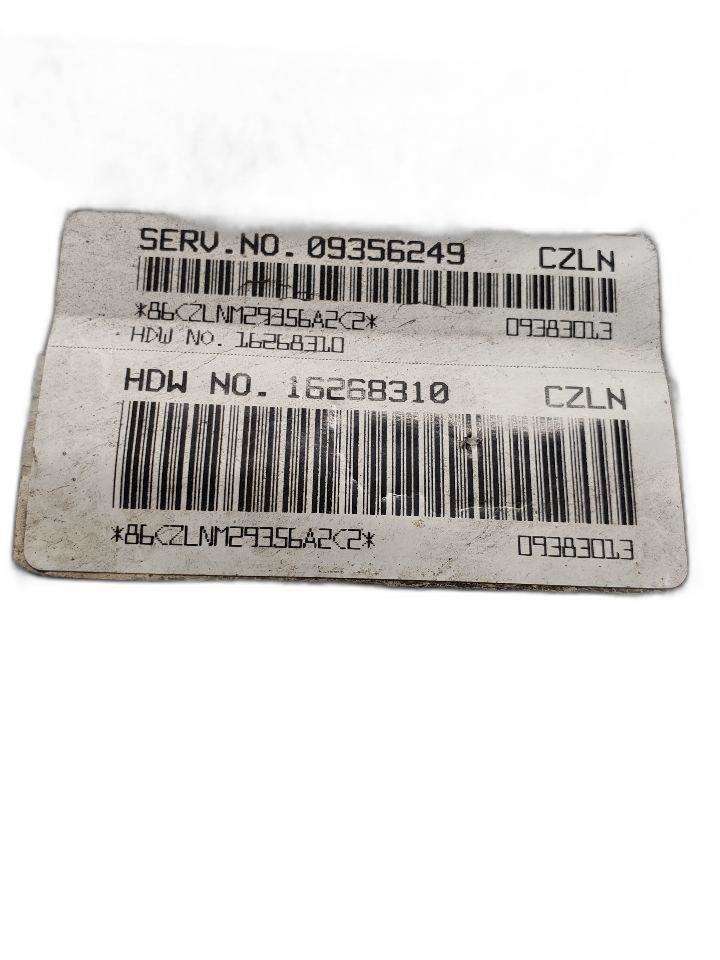 SERV.NO. 09356249 CZLN
*86CZLNM29356A2C2* 09383013
HDW NO. 16268310
HDW NO. 16268310 CZLN
*86CZLNM29356A2C2* 09383013